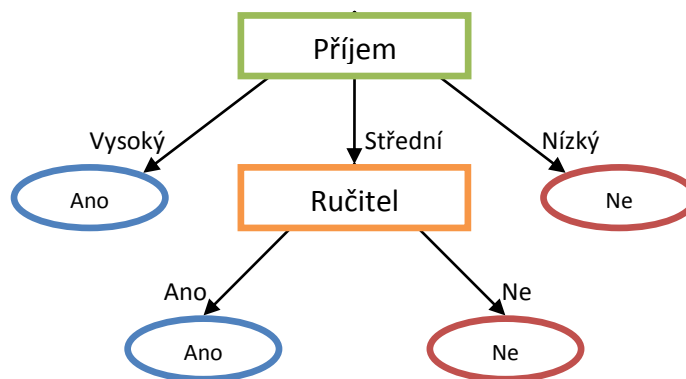 Příjem
Vysoký
Střední
Nízký
Ano
Ručitel
Ne
Ano
Ne
Ano
Ne